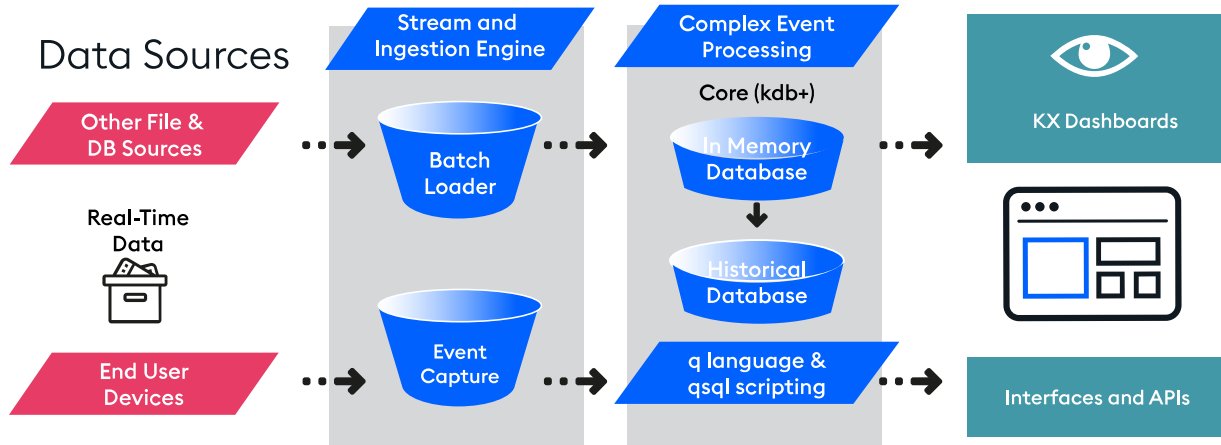 Data Sources
Other File &
DB Sources
Real-Time
Data
End User
Devices
Stream and
Ingestion Engine
Batch
Loader
Event
Capture
Complex Event
Processing
Core (kdb+)
In Memory
Database
Historical
Database
q language &
qsql scripting
KX Dashboards
Interfaces and APIs